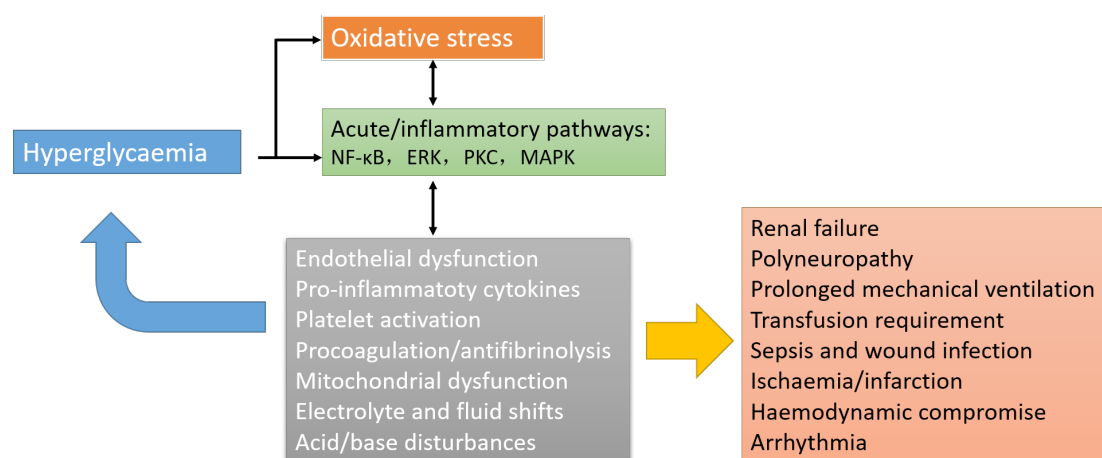 Oxidative stress
Hyperglycaemia
Acute/inflammatory pathways:
NF-κB, ERK, PKC, MAPK
Endothelial dysfunction
Pro-inflammatoty cytokines
Platelet activation
Procoagulation/antifibrinolysis
Mitochondrial dysfunction
Electrolyte and fluid shifts
Acid/base disturbances
Renal failure
Polyneuropathy
Prolonged mechanical ventilation
Transfusion requirement
Sepsis and wound infection
Ischaemia/infarction
Haemodynamic compromise
Arrhythmia